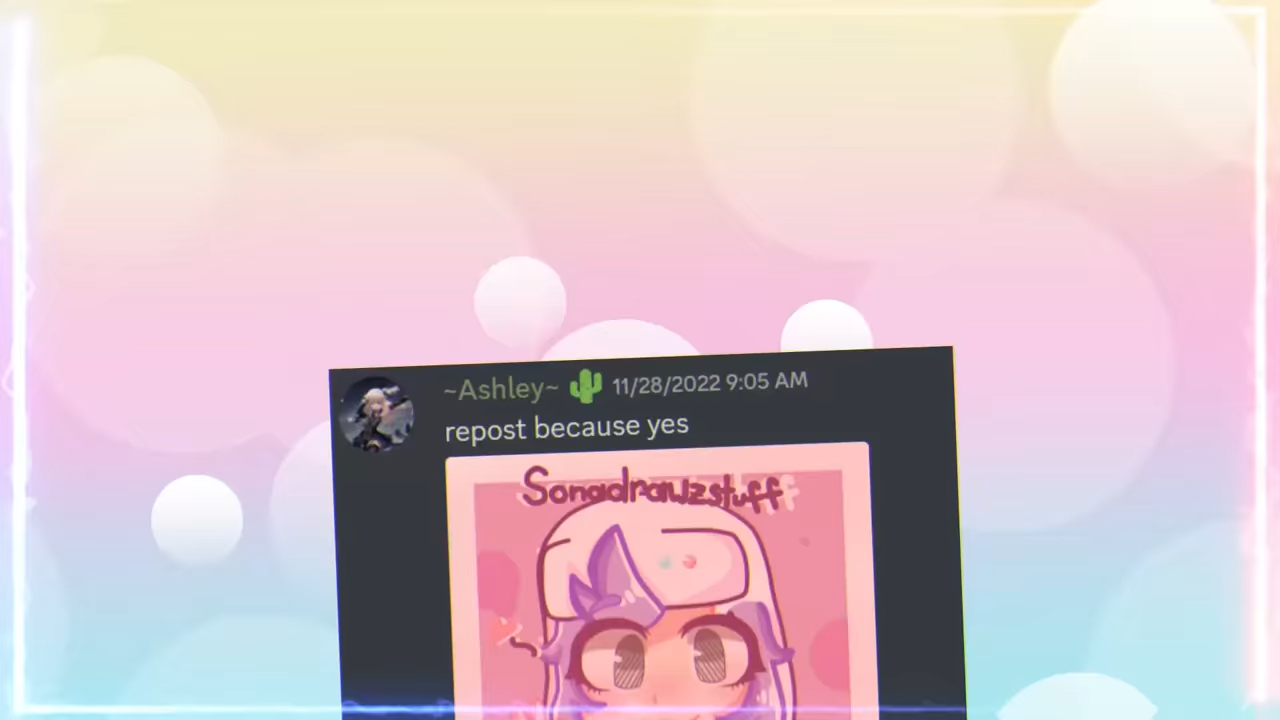 ~Ashley~ 🌵 11/28/2022 9:05 AM
repost because yes
Sonadrawzstuff